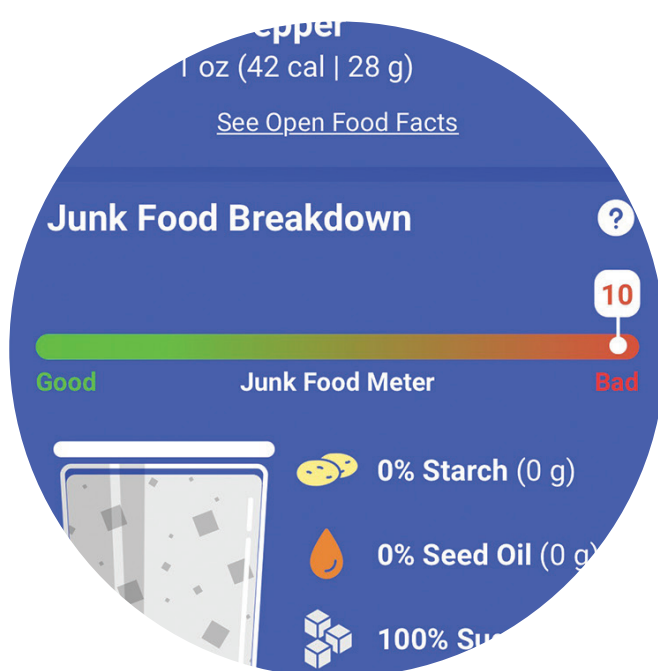 1 oz (42 cal | 28 g)
See Open Food Facts
Junk Food Breakdown
?
10
Good
Junk Food Meter
Bad
0% Starch (0 g)
0% Seed Oil (0 g)
100%